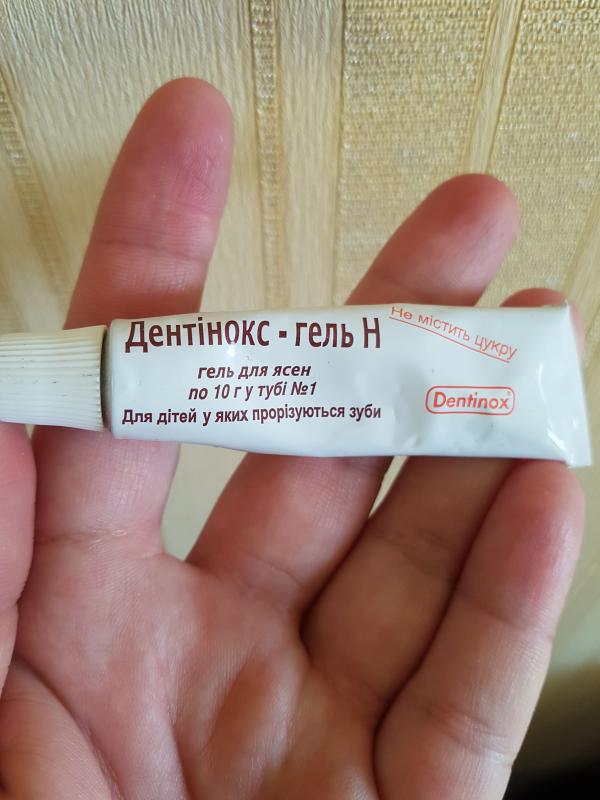 Дентінокс - гель Н
Не містить цукру
гель для ясен
по 10 г у тубі №1
Для дітей у яких прорізуються зуби
Dentinox